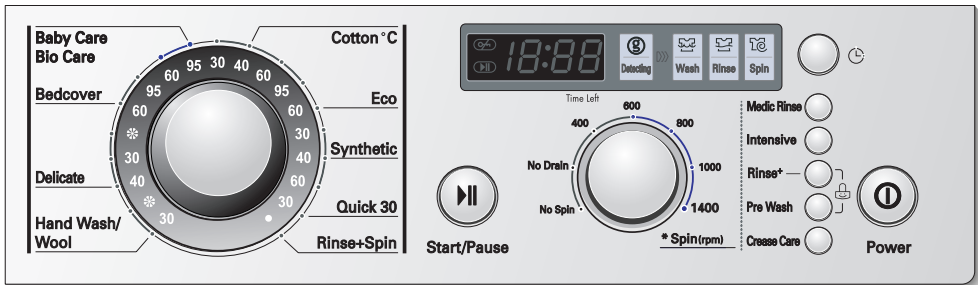 Baby Care
Bio Care
Bedcover
Delicate
Hand Wash/
Wool
Cotton °C
Eco
Synthetic
Quick 30
Rinse+Spin
60
95
30
40
60
95
60
30
40
60
30
30
40
30
60
95
Start/Pause
18:88
Time Left
Detecting
Wash
Rinse
Spin
No Spin
No Drain
400
600
800
1000
1400
* Spin(rpm)
Medic Rinse
Intensive
Rinse+
Pre Wash
Crease Care
Power